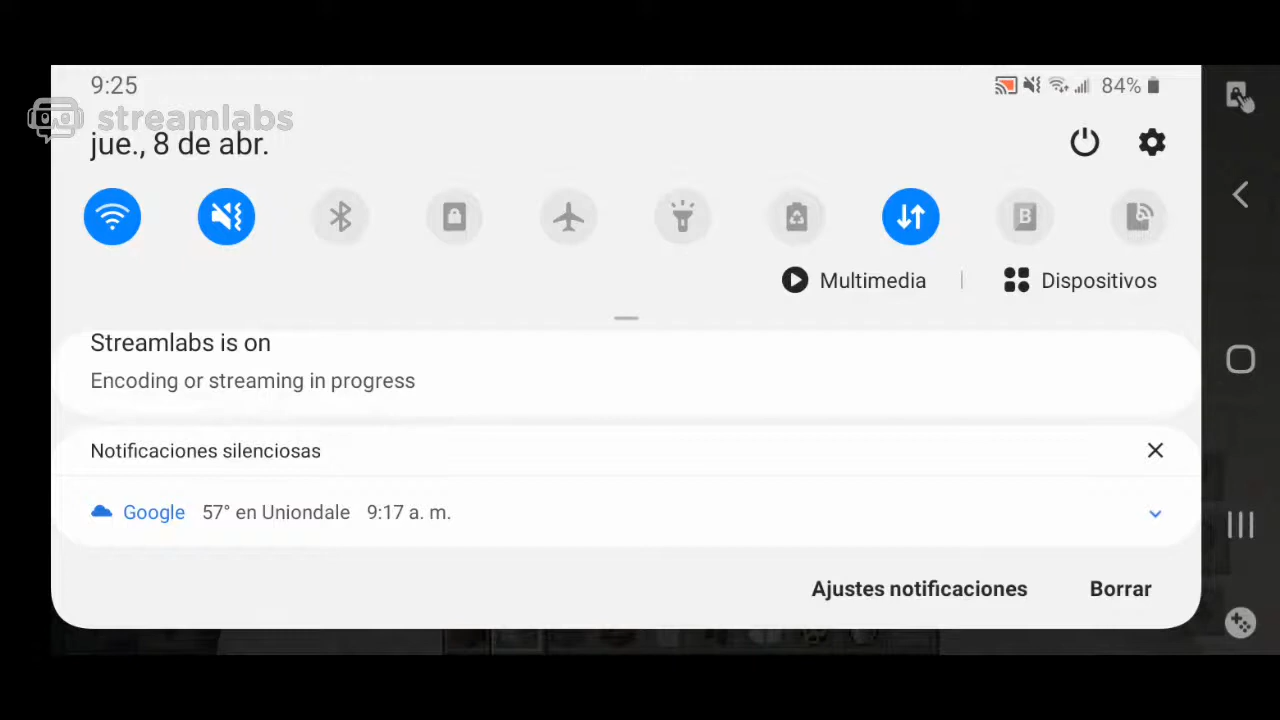 9:25
84%
streamlabs
jue., 8 de abr.
B
Multimedia
Dispositivos
Streamlabs is on
Encoding or streaming in progress
Notificaciones silenciosas
Google 57° en Uniondale 9:17 a. m.
Ajustes notificaciones
Borrar